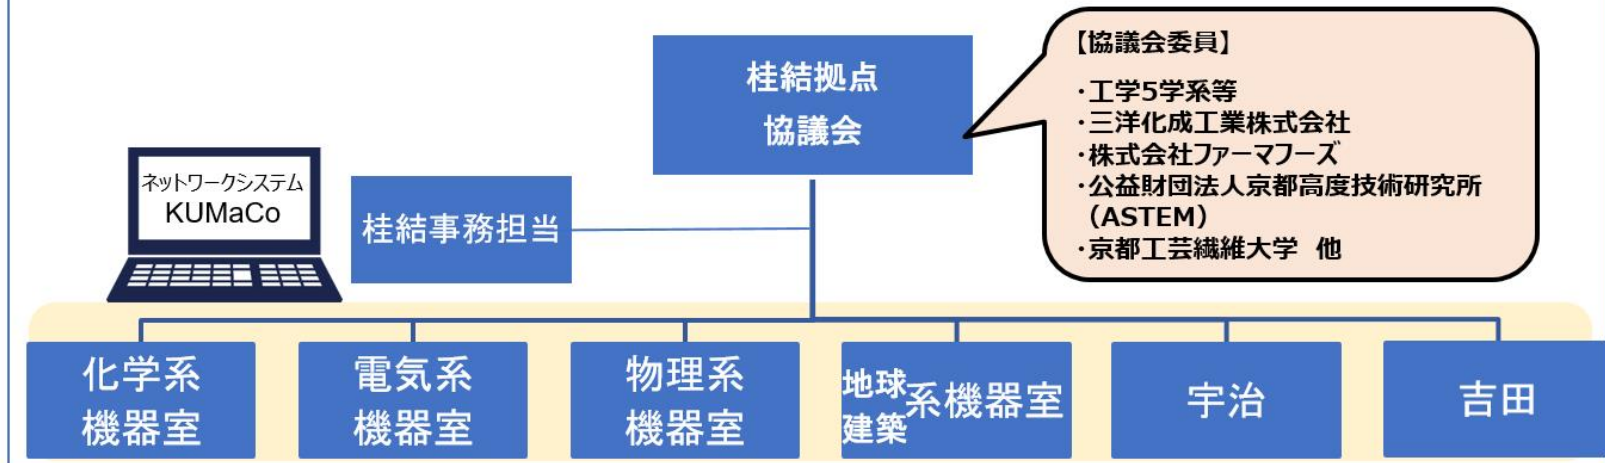 桂結拠点
協議会
【協議会委員】
・工学5学系等
・三洋化成工業株式会社
・株式会社ファーマフーズ
・公益財団法人京都高度技術研究所
（ASTEM）
・京都工芸繊維大学 他
ネットワークシステム
KUMaCo
桂結事務担当
化学系
機器室
電気系
機器室
物理系
機器室
地球
建築
系機器室
宇治
吉田